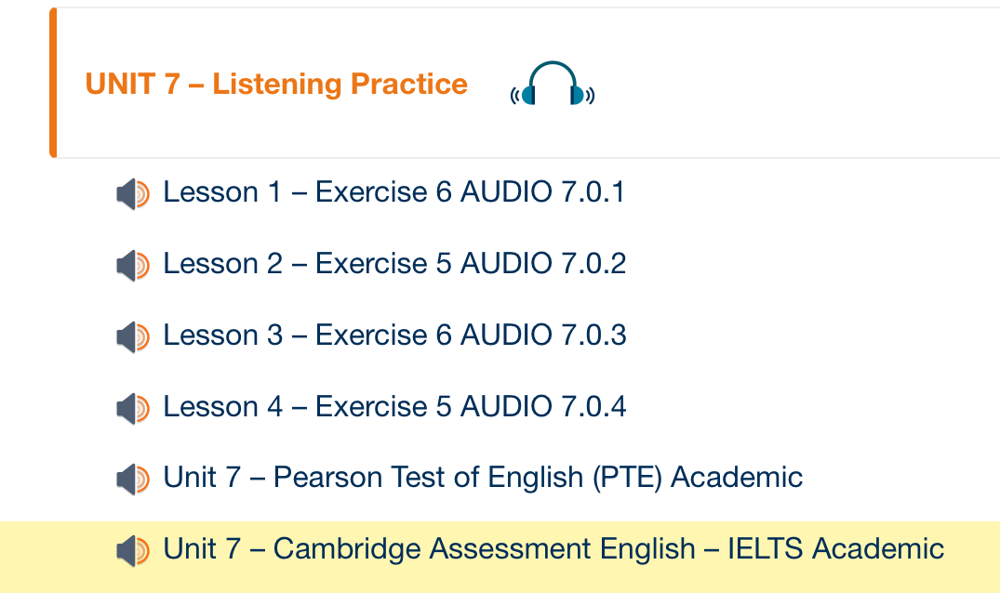 UNIT 7 – Listening Practice
Lesson 1 – Exercise 6 AUDIO 7.0.1
Lesson 2 – Exercise 5 AUDIO 7.0.2
Lesson 3 – Exercise 6 AUDIO 7.0.3
Lesson 4 – Exercise 5 AUDIO 7.0.4
Unit 7 – Pearson Test of English (PTE) Academic
Unit 7 – Cambridge Assessment English – IELTS Academic